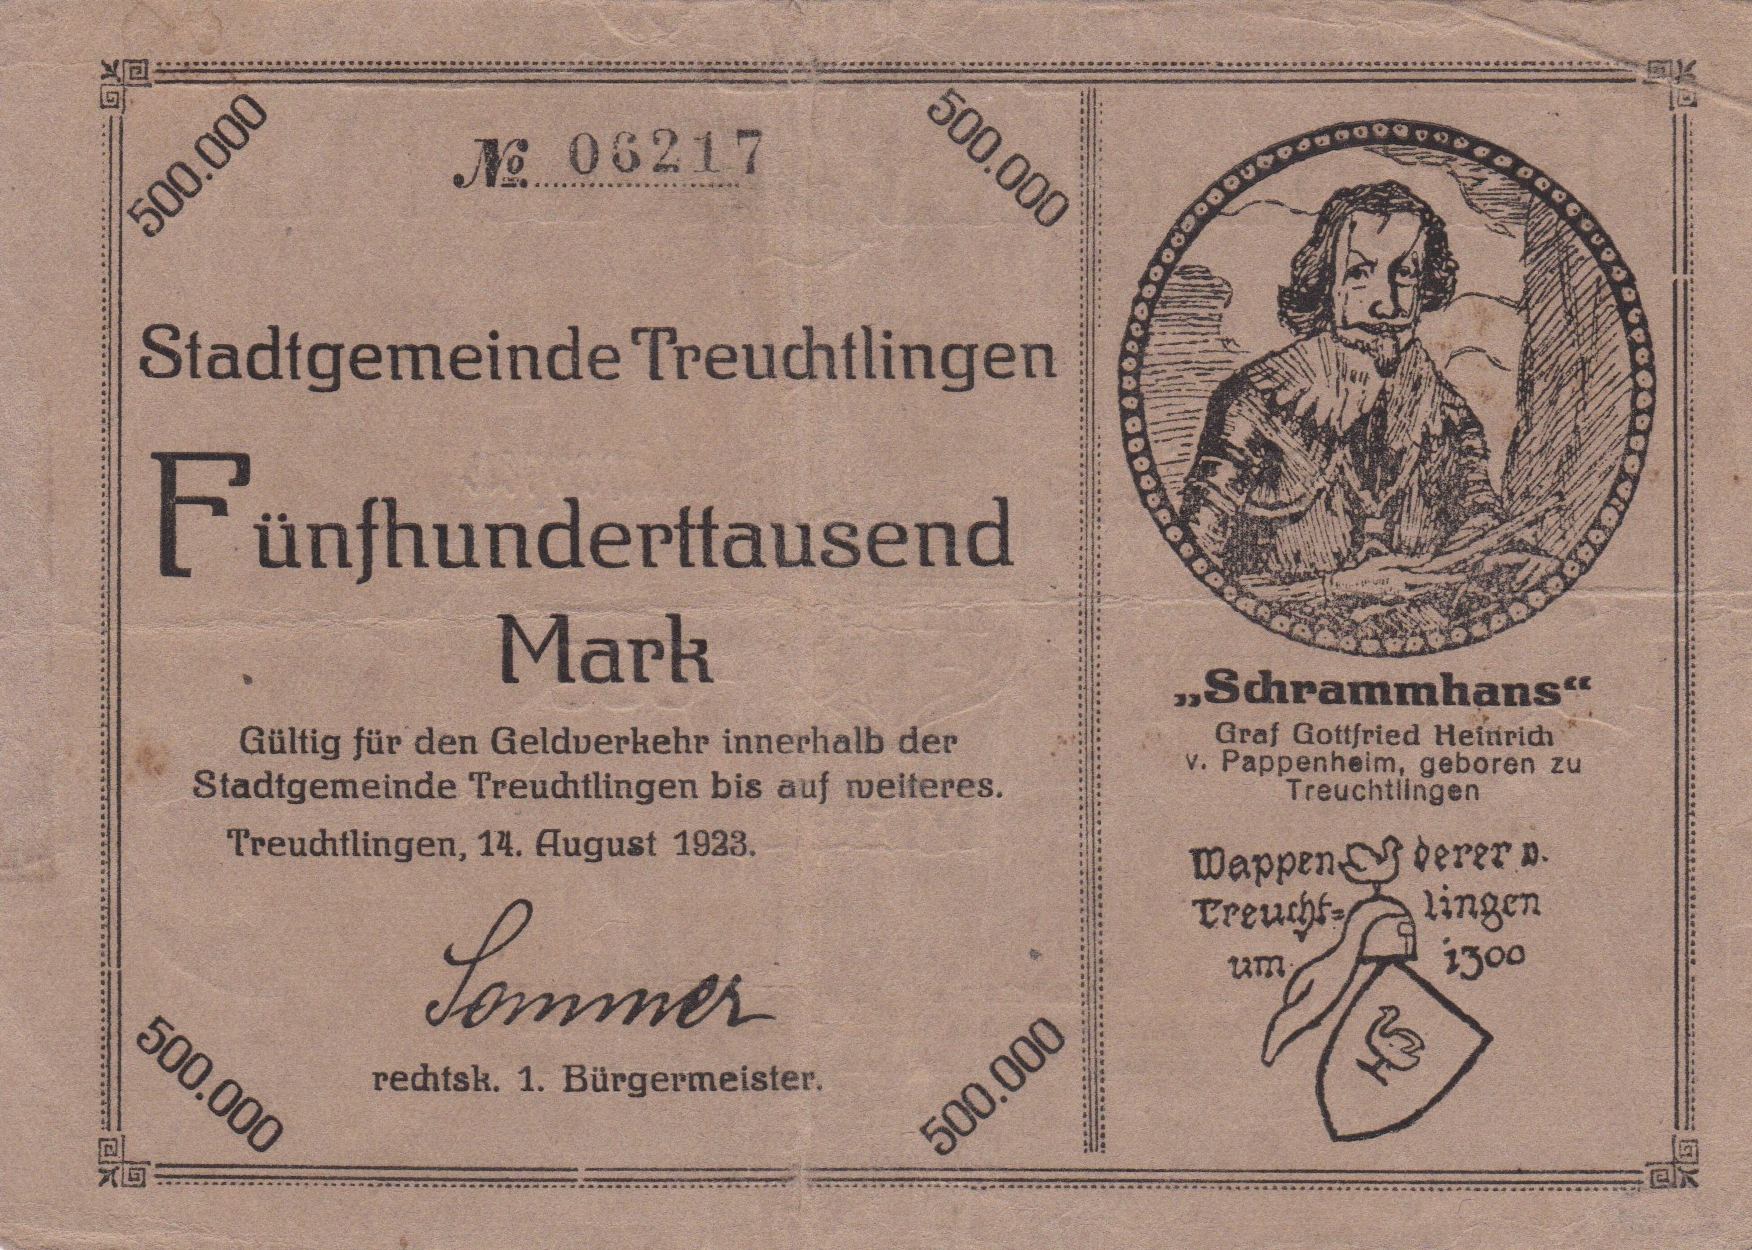 500.000
№ 06217
500.000
Stadtgemeinde Treuchtlingen
Fünfhunderttausend
Mark
Gültig für den Geldverkehr innerhalb der
Stadtgemeinde Treuchtlingen bis auf weiteres.
Treuchtlingen, 14. August 1923.
Sommer
rechtsk. 1. Bürgermeister.
500.000
500.000
„Schrammhans“
Graf Gottfried Heinrich
v. Pappenheim, geboren zu
Treuchtlingen
Wappen derer v.
Treucht= lingen
um 1300